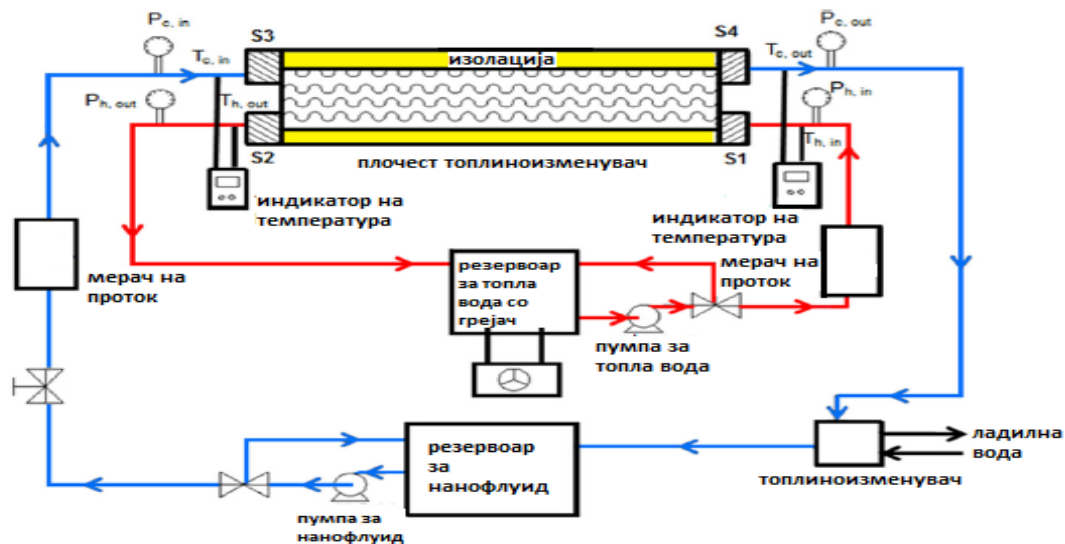 P c, in
S3
S4
P c, out
T c, in
изолација
T c, out
P h, out
T h, out
P h, in
T h, in
S2
S1
плочест топлиноизменувач
индикатор на
температура
индикатор на
температура
мерач на
проток
мерач на
проток
резервоар
за топла
вода со
грејач
пумпа за
топла вода
резервоар
за
нанофлуид
ладилна
вода
топлиноизменувач
пумпа за
нанофлуид